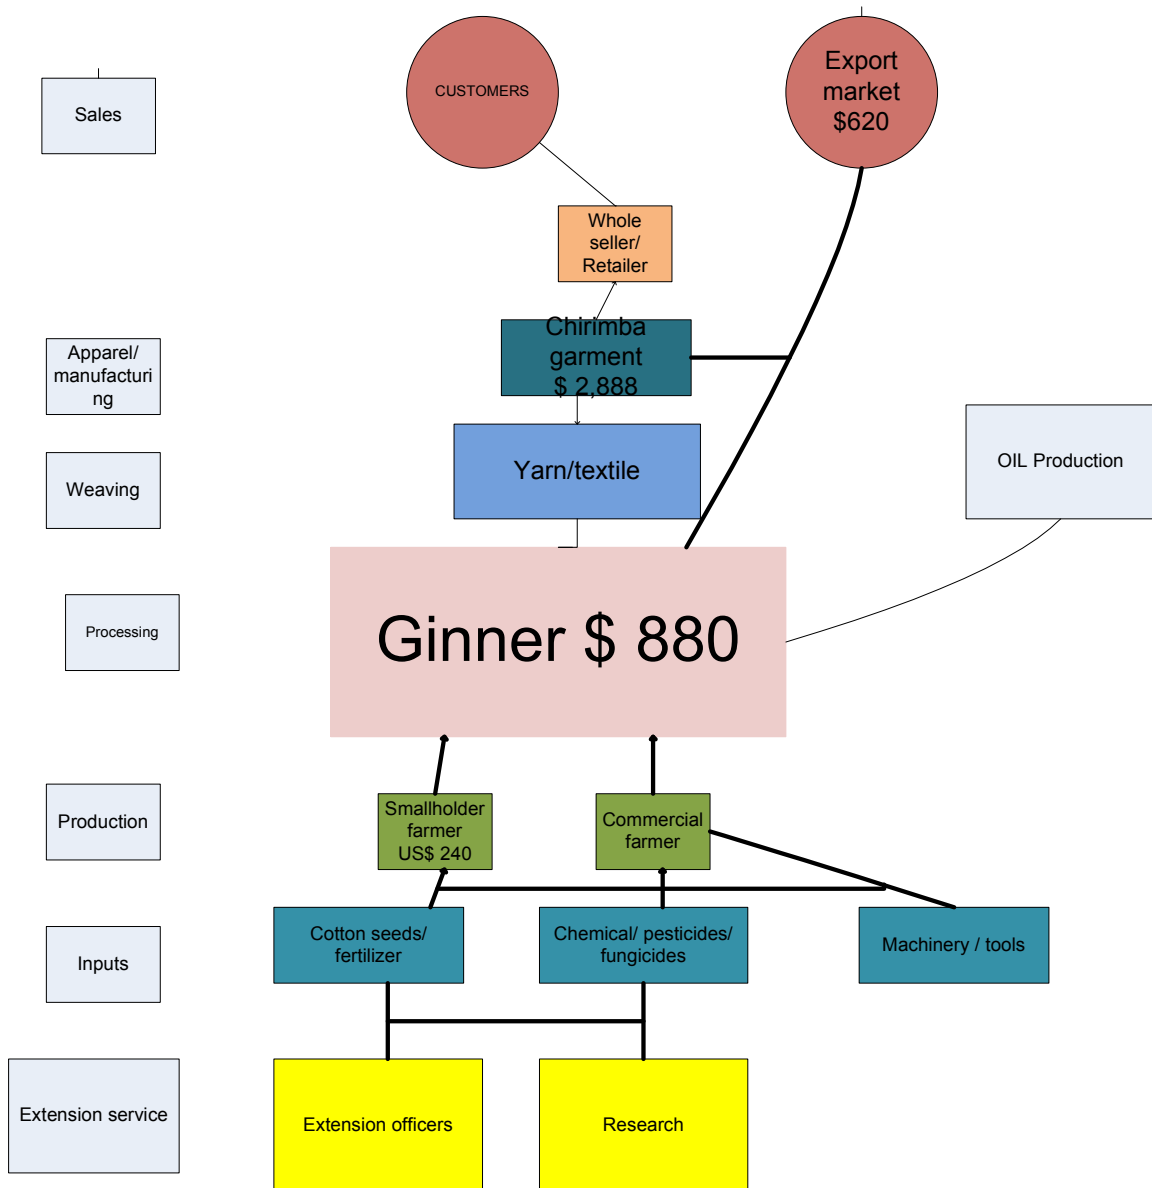 Sales
CUSTOMERS
Export
market
$620
Whole
seller/
Retailer
Apparel/
manufacturi
ng
Chirimba
garment
$ 2,888
Weaving
Yarn/textile
OIL Production
Processing
Ginner $ 880
Production
Smallholder
farmer
US$ 240
Commercial
farmer
Inputs
Cotton seeds/
fertilizer
Chemical/ pesticides/
fungicides
Machinery / tools
Extension service
Extension officers
Research